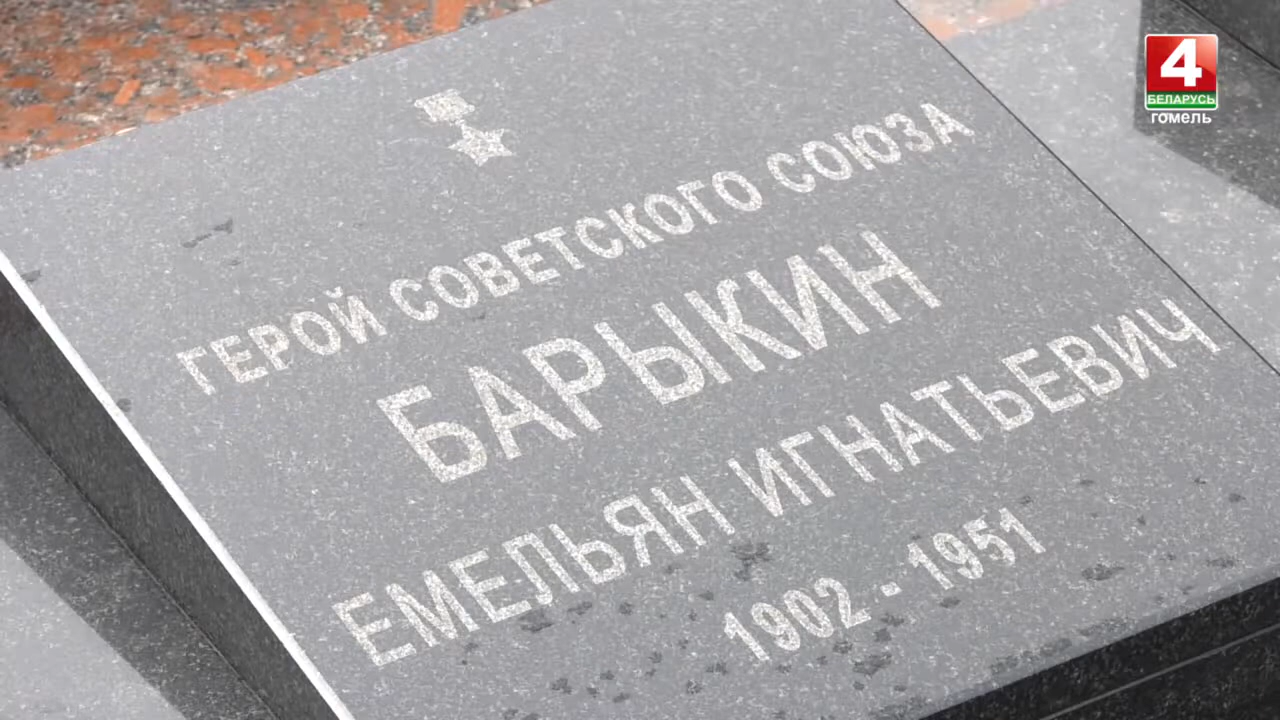 4
БЕЛАРУСЬ
гомель
ГЕРОЙ СОВЕТСКОГО СОЮЗА
БАРЫКИН
ЕМЕЛЬЯН ИГНАТЬЕВИЧ
1902 - 1951